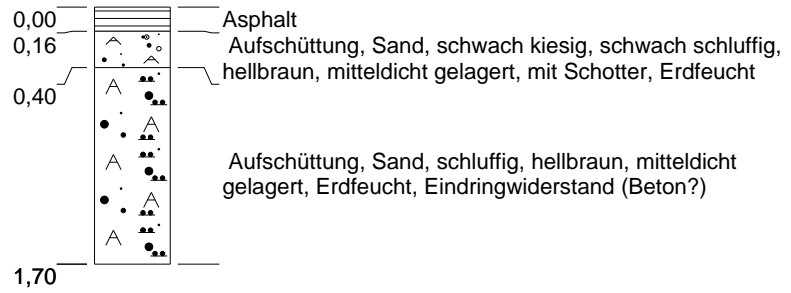 0,00 Asphalt
0,16 Aufschüttung, Sand, schwach kiesig, schwach schluffig,
hellbraun, mitteldicht gelagert, mit Schotter, Erdfeucht
0,40
Aufschüttung, Sand, schluffig, hellbraun, mitteldicht
gelagert, Erdfeucht, Eindringwiderstand (Beton?)
1,70